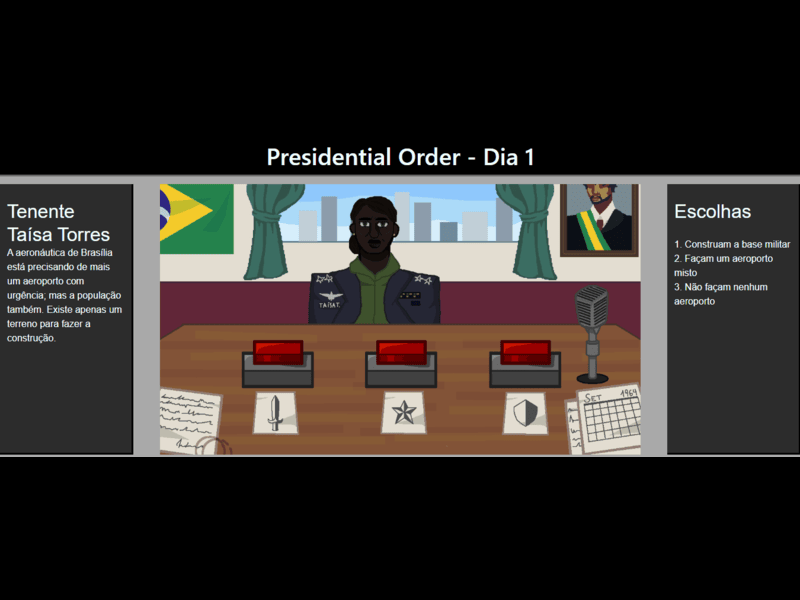 Presidential Order - Dia 1
Tenente
Taísa Torres
A aeronáutica de Brasília
está precisando de mais
um aeroporto com
urgência; mas a população
também. Existe apenas um
terreno para fazer a
construção.
Escolhas
1. Construam a base militar
2. Façam um aeroporto
misto
3. Não façam nenhum
aeroporto
SET 1964